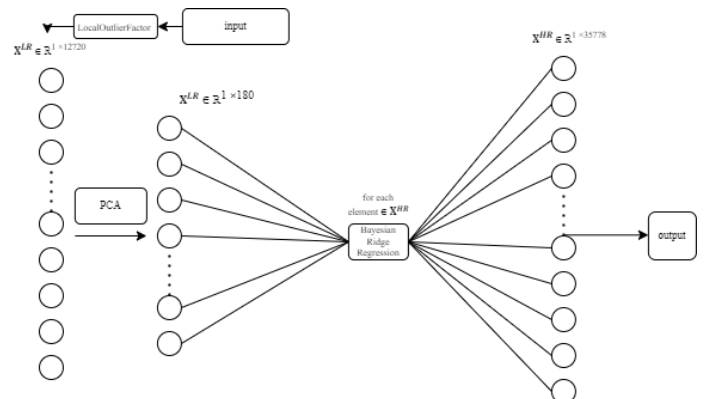 LocalOutlierFactor
input
X^LR ∈ ℝ^1 ×12720
X^LR ∈ ℝ^1 ×180
PCA
for each
element ∈ X^HR
Bayesian
Ridge
Regression
X^HR ∈ ℝ^1 ×35778
output